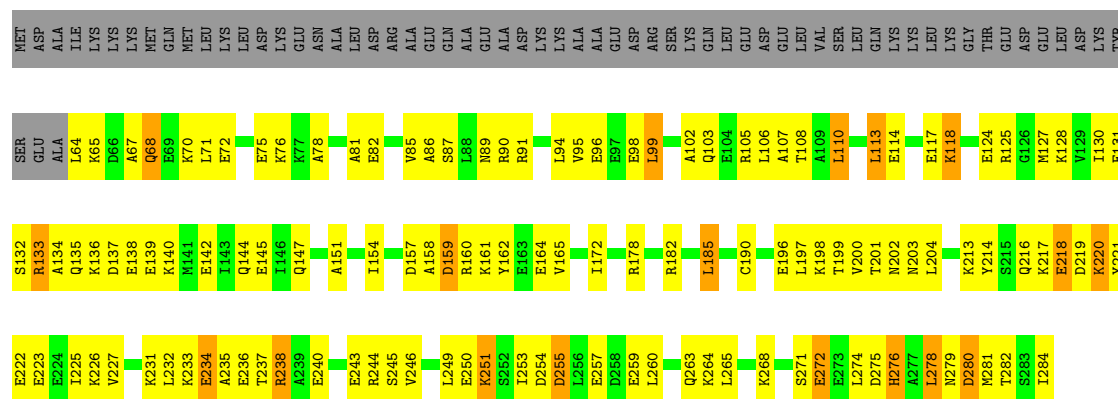 MET ASP ALA ILE LYS LYS LYS MET GLN MET LEU LYS LEU ASP LYS GLU ASN ALA LEU ASP ARG ALA GLU GLN ALA GLU ALA ASP LYS LYS ALA ALA GLU ASP ARG SER LYS GLN LEU GLU ASP GLU LEU VAL SER LEU GLN LYS LYS LEU LYS GLY THR GLU ASP GLU LEU ASP LYS TYR
SER GLU ALA L64 K65 D66 A67 Q68 E69 K70 L71 E72 E75 K76 K77 A78 A81 E82 V85 A86 S87 L88 N89 R90 R91 L94 V95 E96 E97 E98 L99 A102 Q103 E104 R105 L106 A107 T108 A109 L110 L113 E114 E117 K118 E124 R125 G126 M127 K128 V129 I130 E131
S132 R133 A134 Q135 K136 D137 E138 E139 K140 M141 E142 I143 Q144 E145 I146 Q147 A151 I154 D157 A158 D159 R160 K161 Y162 E163 E164 V165 I172 R178 R182 L185 C190 E196 L197 K198 T199 V200 T201 N202 N203 L204 K213 Y214 S215 Q216 K217 E218 D219 K220 Y221
E222 E223 E224 I225 K226 V227 K231 L232 K233 E234 A235 E236 T237 R238 A239 E240 E243 R244 S245 V246 L249 E250 K251 S252 I253 D254 D255 L256 E257 D258 E259 L260 Q263 K264 L265 K268 S271 E272 E273 L274 D275 H276 A277 L278 N279 D280 M281 T282 S283 I284